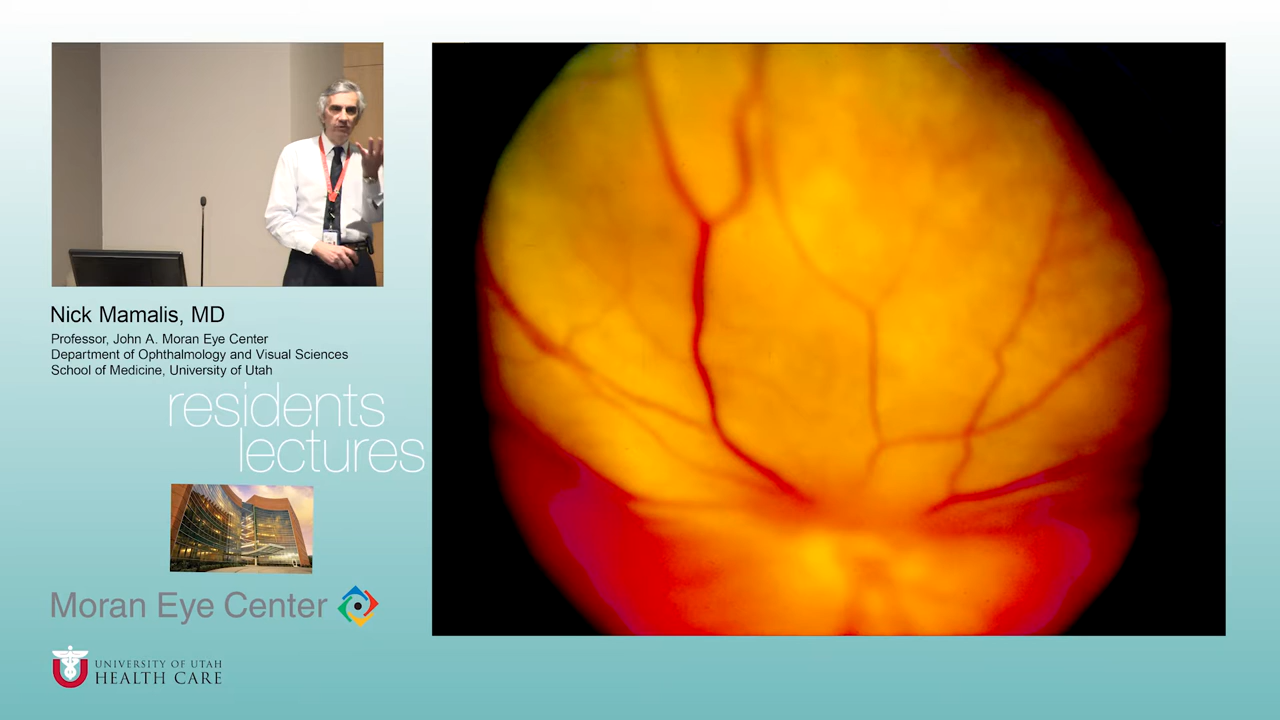 Nick Mamalis, MD
Professor, John A. Moran Eye Center
Department of Ophthalmology and Visual Sciences
School of Medicine, University of Utah
residents
lectures
Moran Eye Center
UNIVERSITY OF UTAH
HEALTH CARE